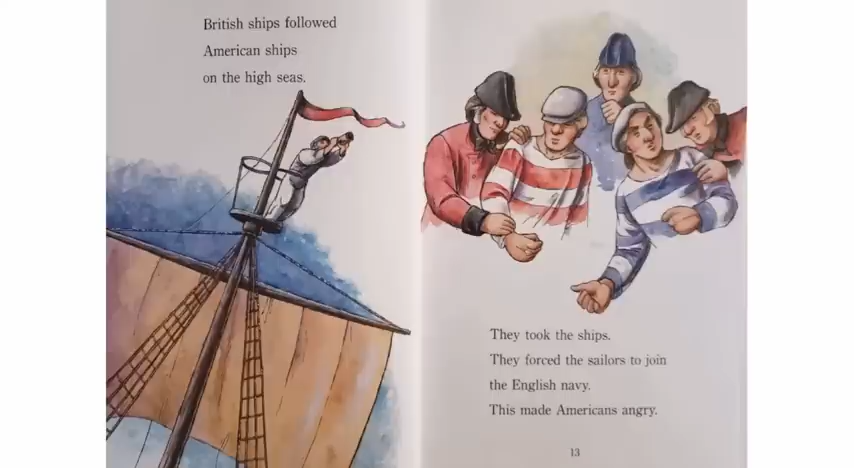 British ships followed
American ships
on the high seas.
They took the ships.
They forced the sailors to join
the English navy.
This made Americans angry.
13